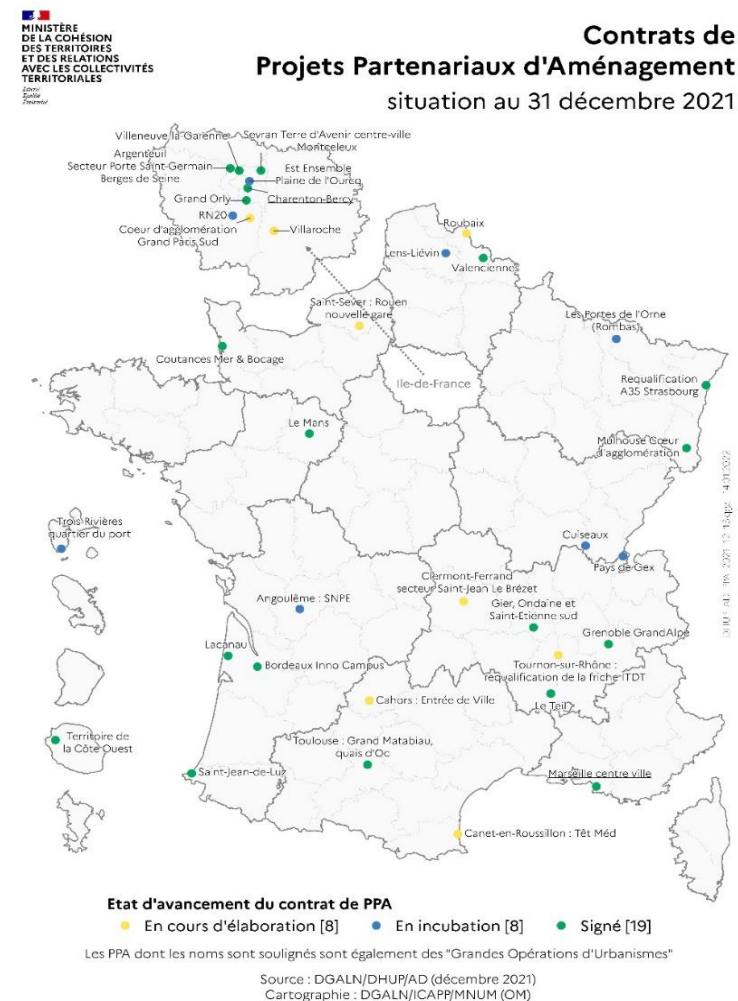 MINISTÈRE
DE LA COHÉSION
DES TERRITOIRES
ET DES RELATIONS
AVEC LES COLLECTIVITÉS
TERRITORIALES
Liberté
Égalité
Fraternité
Contrats de
Projets Partenariaux d'Aménagement
situation au 31 décembre 2021
Villeneuve la Garenne
Sevran Terre d'Avenir centre-ville
Montceleux
Argenteuil
Secteur Porte Saint-Germain
Berges de Seine
Est Ensemble
Plaine de l'Ourcq
Grand Orly
Charenton-Bercy
RN20
Coeur d'agglomération
Grand Paris Sud
Villaroche
Roubaix
Lens-Liévin
Valenciennes
Saint-Sever : Rouen
nouvelle gare
Les Portes de l'Orne
(Rombas)
Coutances Mer & Bocage
Ile-de-France
Requalification
A35 Strasbourg
Le Mans
Mulhouse Cœur
d'agglomération
Trois-Rivières
quartier du port
Cuiseaux
Pays de Gex
Clermont-Ferrand
secteur Saint-Jean Le Brézet
Angoulême : SNPE
Gier, Ondaine et
Saint-Etienne sud
Grenoble GrandAlpe
Lacanau
Bordeaux Inno Campus
Tournon-sur-Rhône :
requalification de la friche ITDT
Cahors : Entrée de Ville
Le Teil
Territoire de
la Côte Ouest
Toulouse : Grand Matabiau,
quais d'Oc
Saint-Jean-de-Luz
Marseille centre ville
Canet-en-Roussillon : Têt Méd
Etat d'avancement du contrat de PPA
En cours d'élaboration [8]
En incubation [8]
Signé [19]
Les PPA dont les noms sont soulignés sont également des "Grandes Opérations d'Urbanismes"
Source : DGALN/DHUP/AD (décembre 2021)
Cartographie : DGALN/ICAPP/MNUM (OM)